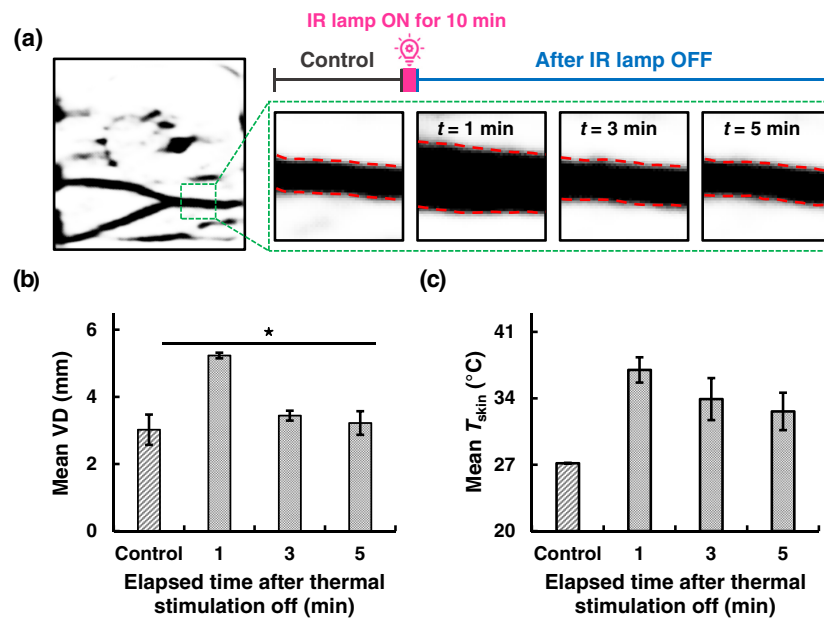 IR lamp ON for 10 min
(a)
Control
After IR lamp OFF
t = 1 min
t = 3 min
t = 5 min
(b)
Mean VD (mm)
6
4
2
0
*
Control 1 3 5
Elapsed time after thermal
stimulation off (min)
(c)
Mean Tskin (°C)
41
34
27
20
Control 1 3 5
Elapsed time after thermal
stimulation off (min)